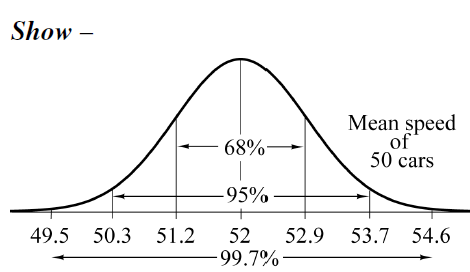 Show –
Mean speed
of
50 cars
68%
95%
49.5 50.3 51.2 52 52.9 53.7 54.6
99.7%